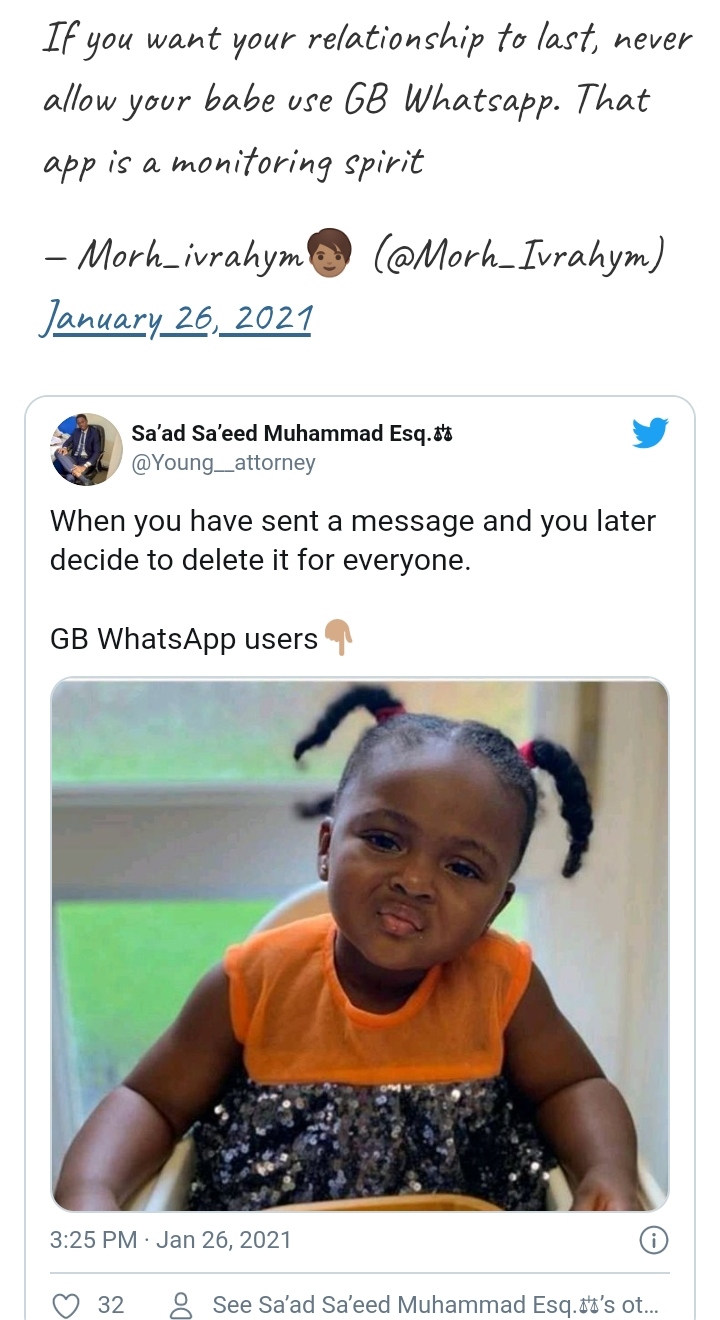 If you want your relationship to last, never
allow your babe use GB Whatsapp. That
app is a monitoring spirit
— Morh_ivrahym👦🏾 (@Morh_Ivrahym)
January 26, 2021
Sa’ad Sa’eed Muhammad Esq.⚖
@Young__attorney
When you have sent a message and you later
decide to delete it for everyone.
GB WhatsApp users👇🏽
3:25 PM · Jan 26, 2021
32
See Sa’ad Sa’eed Muhammad Esq.⚖’s ot...